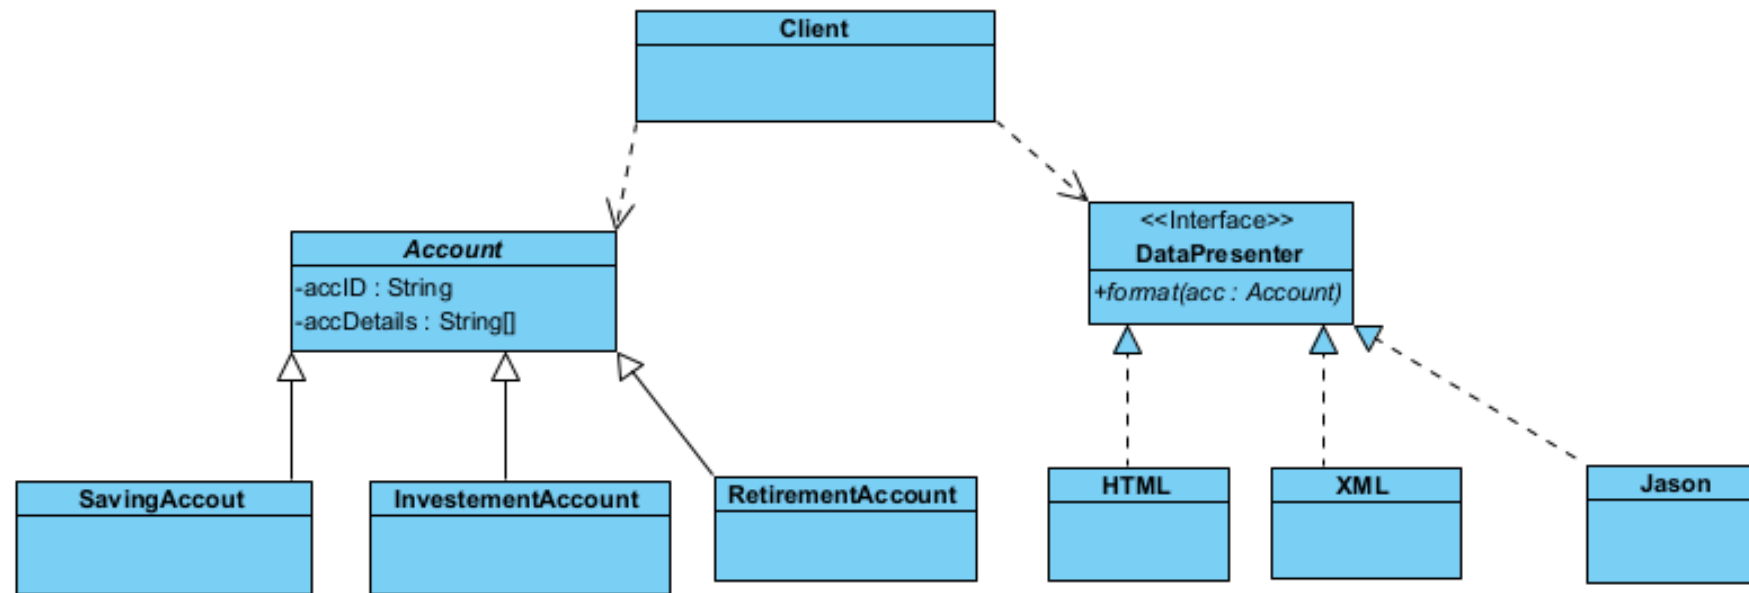 Client
Account
-accID : String
-accDetails : String[]
<<Interface>>
DataPresenter
+format(acc : Account)
SavingAccout
InvestementAccount
RetirementAccount
HTML
XML
Jason